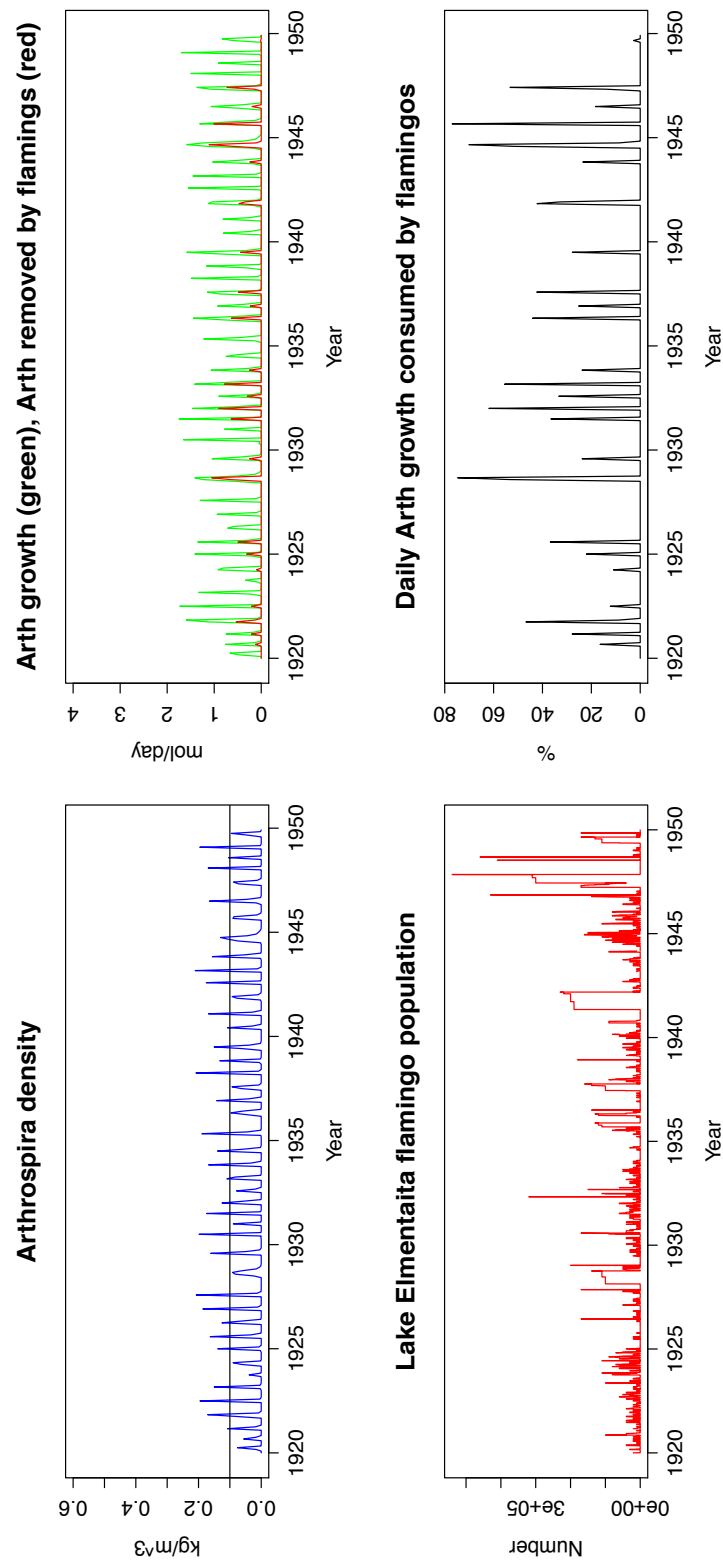 Arthrospira density
kg/m^3
0.0 0.2 0.4 0.6
1920 1925 1930 1935 1940 1945 1950
Year
Arth growth (green), Arth removed by flamings (red)
mol/day
0 1 2 3 4
1920 1925 1930 1935 1940 1945 1950
Year
Lake Elmentaita flamingo population
Number
0e+00 3e+05
1920 1925 1930 1935 1940 1945 1950
Year
Daily Arth growth consumed by flamingos
%
0 20 40 60 80
1920 1925 1930 1935 1940 1945 1950
Year